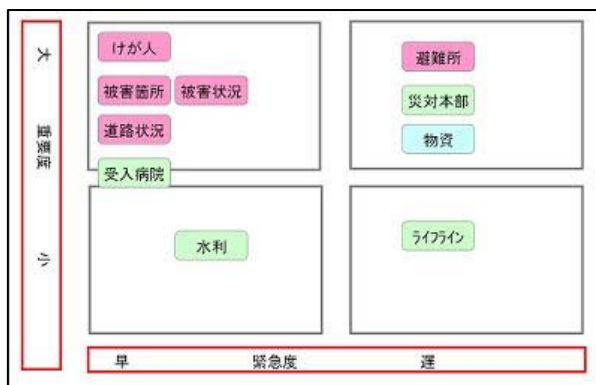 大
重要度
小
けが人
被害箇所 被害状況
道路状況
受入病院
避難所
災対本部
物資
水利
ライフライン
早 緊急度 遅